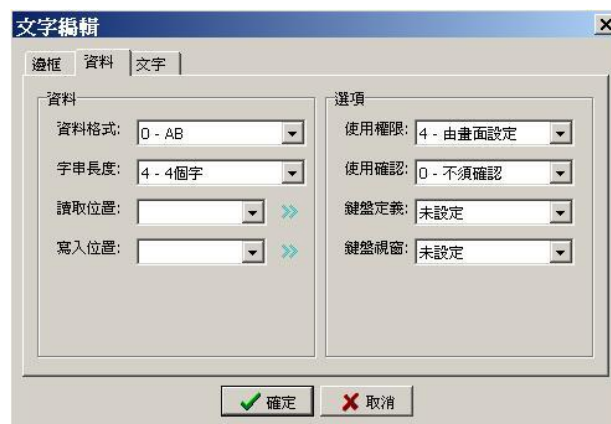 文字編輯
邊框 資料 文字
資料
資料格式: 0 - AB
字串長度: 4 - 4個字
讀取位置:
寫入位置:
選項
使用權限: 4 - 由畫面設定
使用確認: 0 - 不須確認
鍵盤定義: 未設定
鍵盤視窗: 未設定
確定 取消